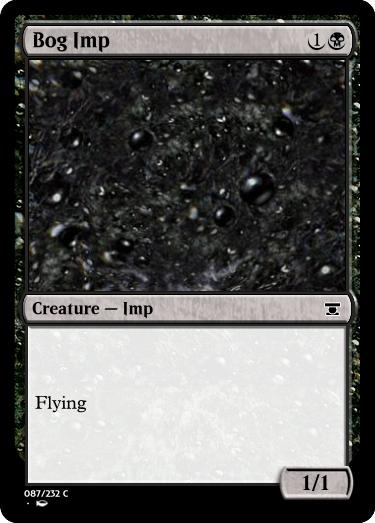 Bog Imp 1
Creature — Imp
Flying
1/1
087/232 C